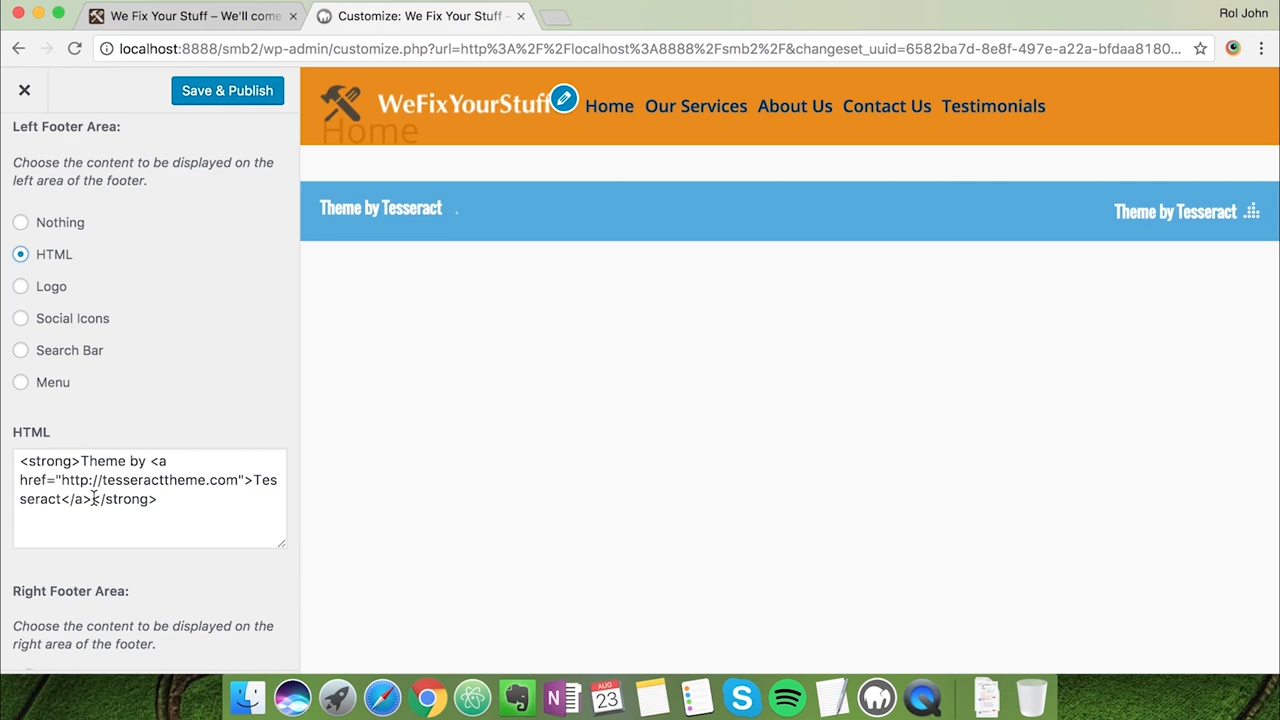 We Fix Your Stuff – We'll come
Customize: We Fix Your Stuff –
Rol John
localhost:8888/smb2/wp-admin/customize.php?url=http%3A%2F%2Flocalhost%3A8888%2Fsmb2%2F&changeset_uuid=6582ba7d-8e8f-497e-a22a-bfdaa8180...
Save & Publish
WeFixYourStuff
Home Our Services About Us Contact Us Testimonials
Home
Left Footer Area:
Choose the content to be displayed on the
left area of the footer.
Nothing
HTML
Logo
Social Icons
Search Bar
Menu
HTML
<strong>Theme by <a
href="http://tesseracttheme.com">Tes
seract</a></strong>
Right Footer Area:
Choose the content to be displayed on the
right area of the footer.
Theme by Tesseract
Theme by Tesseract
AUG
23